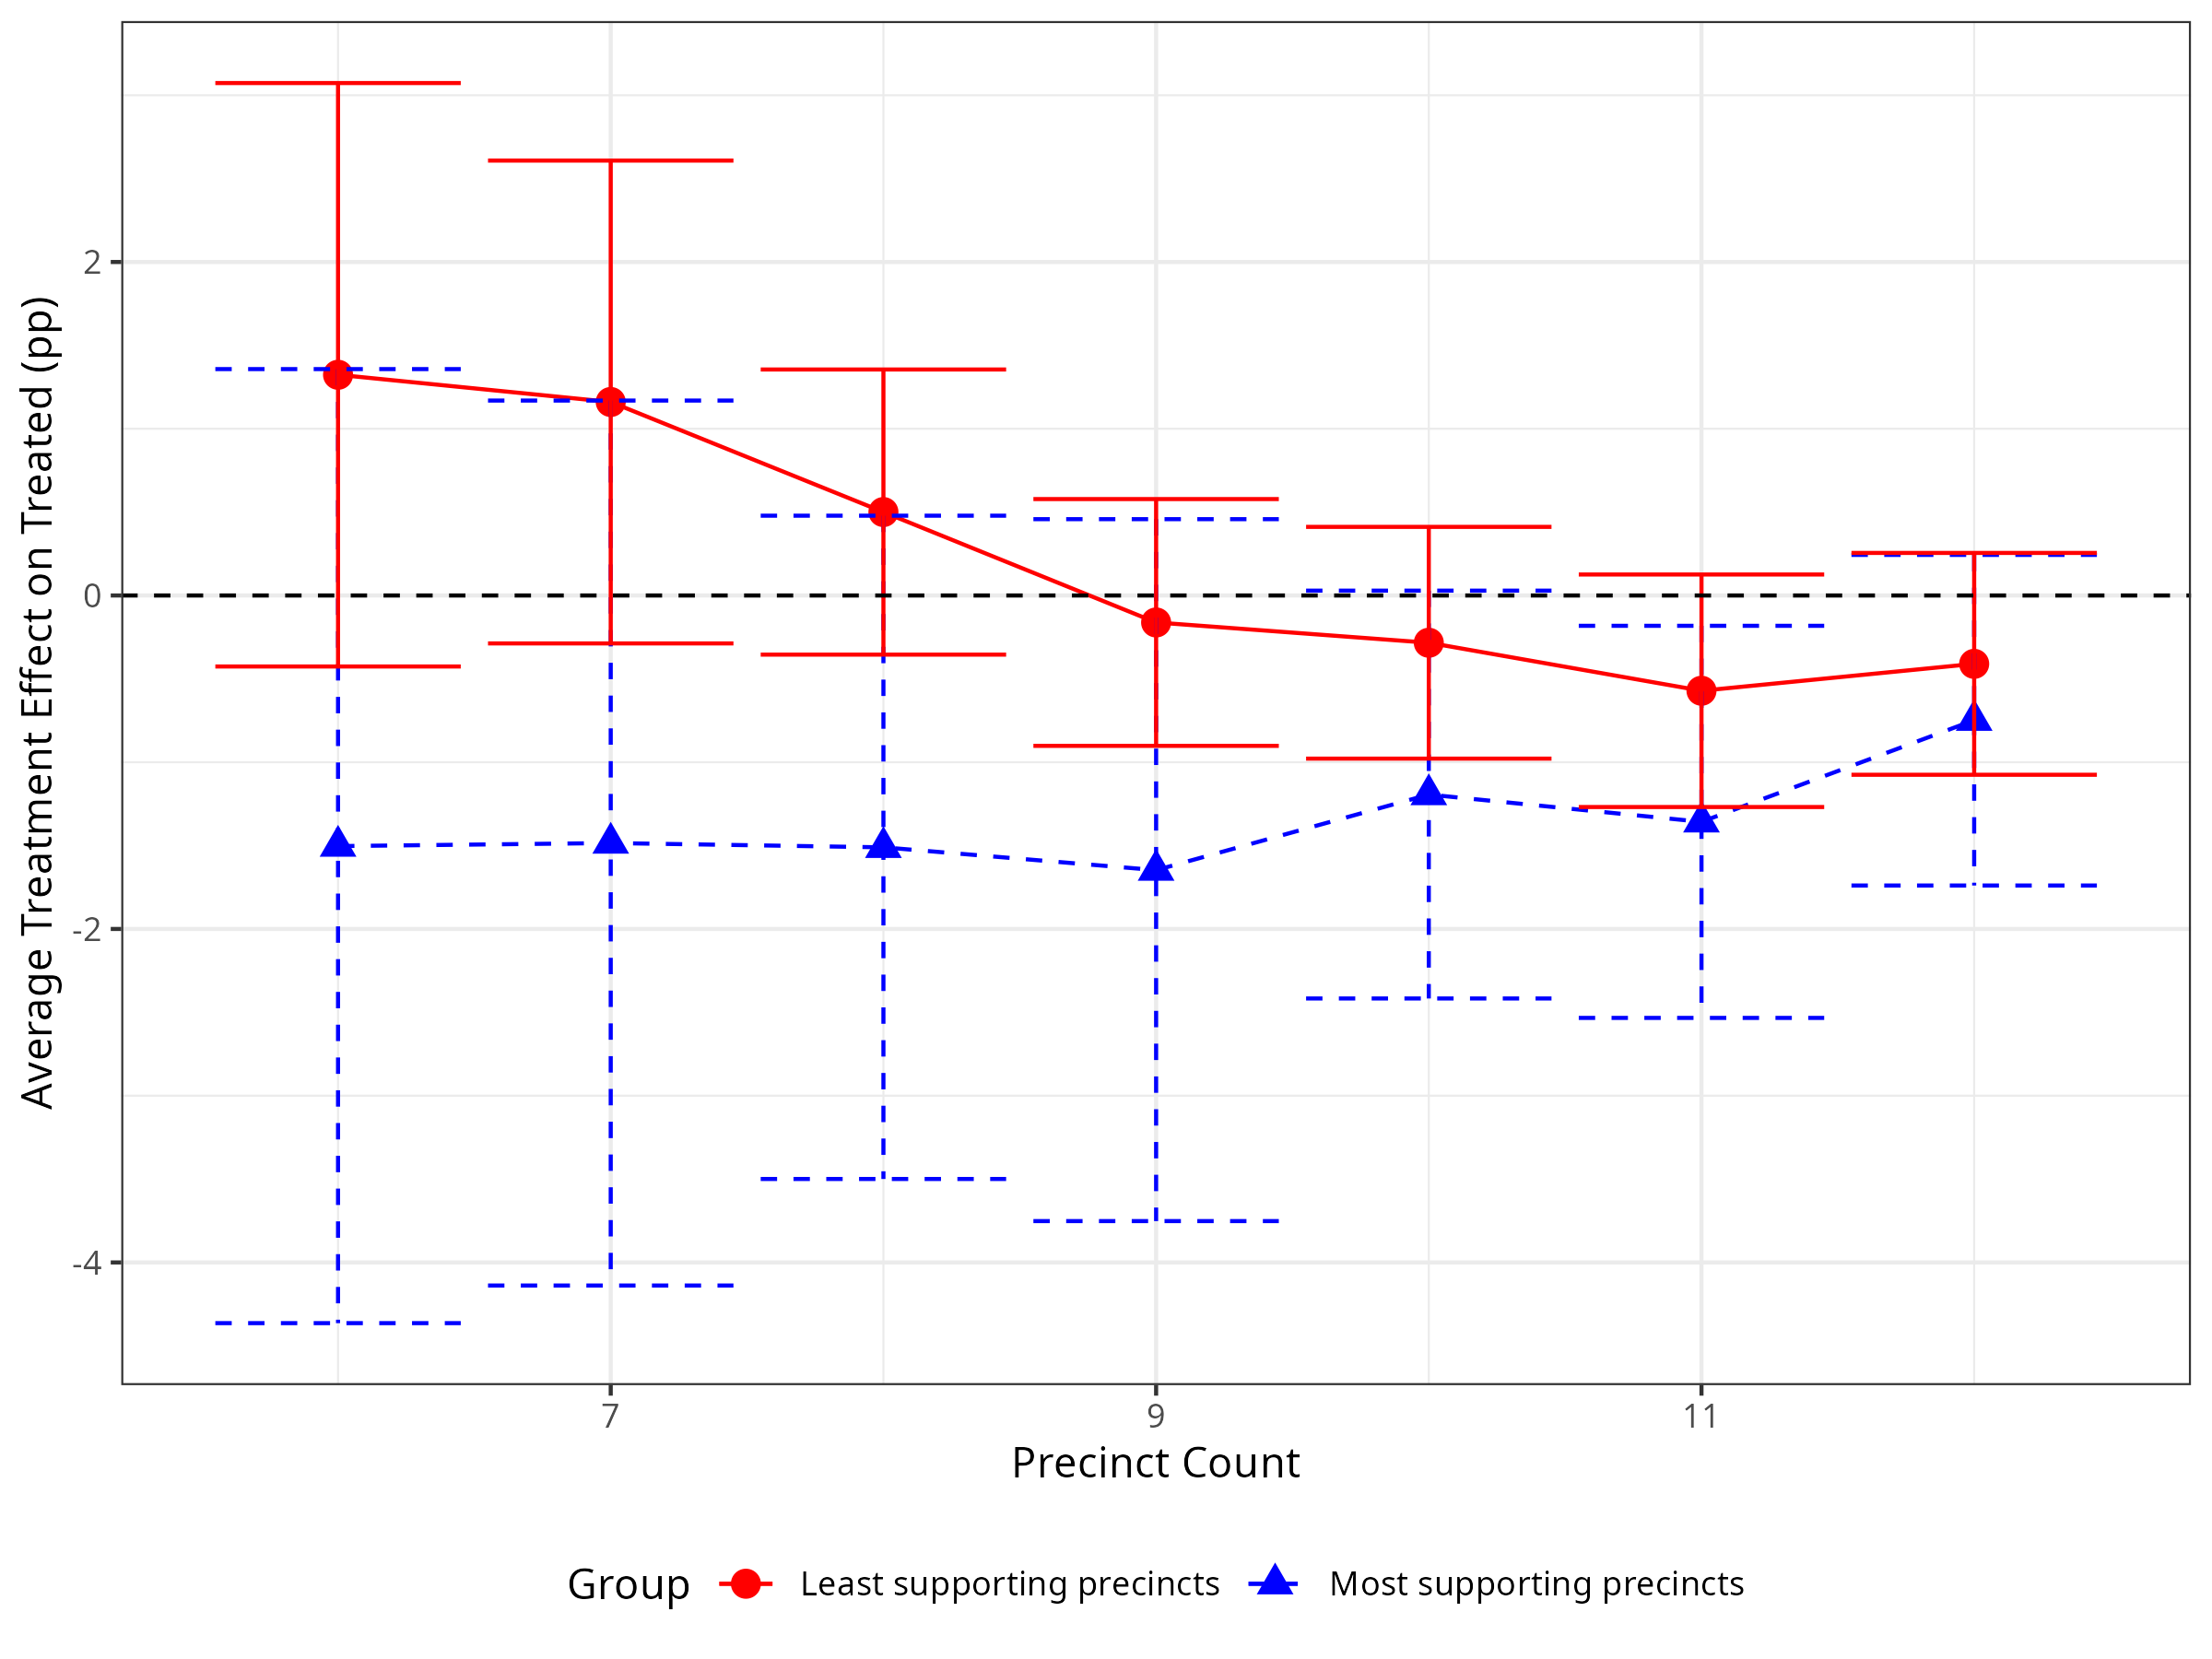 Average Treatment Effect on Treated (pp)
2
0
-2
-4
7 9 11
Precinct Count
Group Least supporting precincts Most supporting precincts